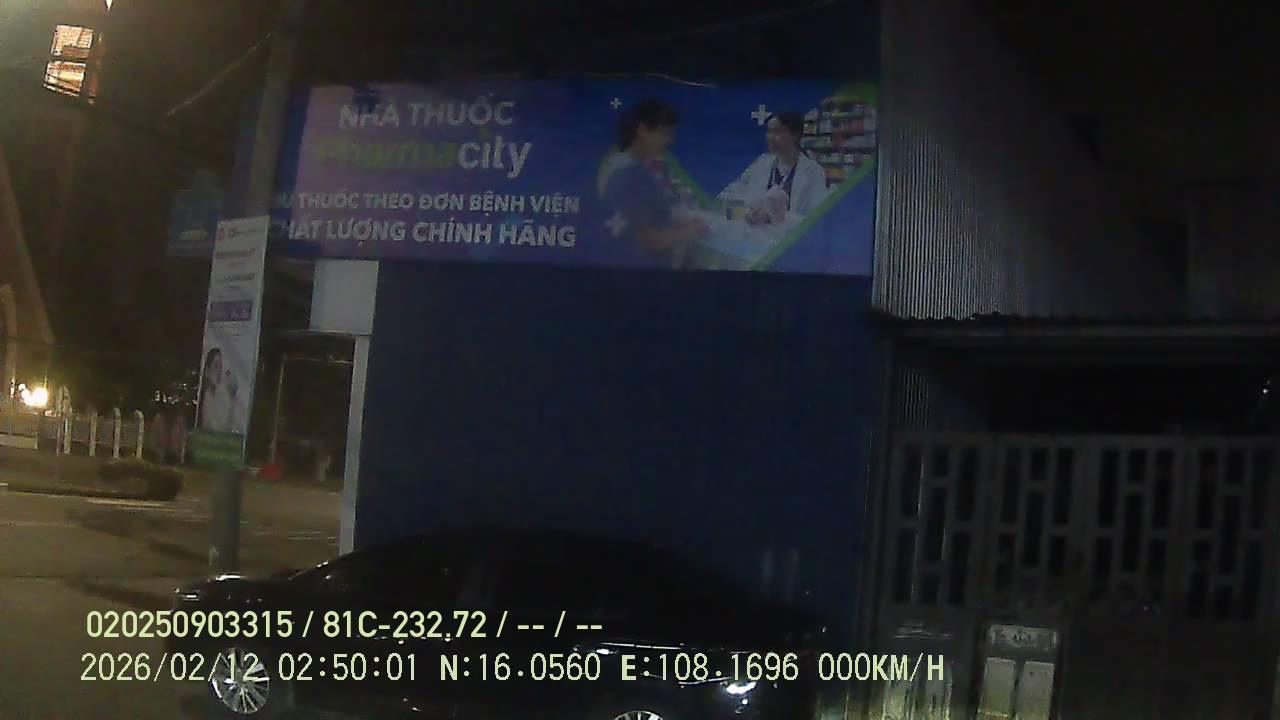 NHÀ THUỐC
Pharmacity
THUỐC THEO ĐƠN BỆNH VIỆN
CHẤT LƯỢNG CHÍNH HÃNG
020250903315 / 81C-232.72 / -- / --
2026/02/12 02:50:01 N:16.0560 E:108.1696 000KM/H